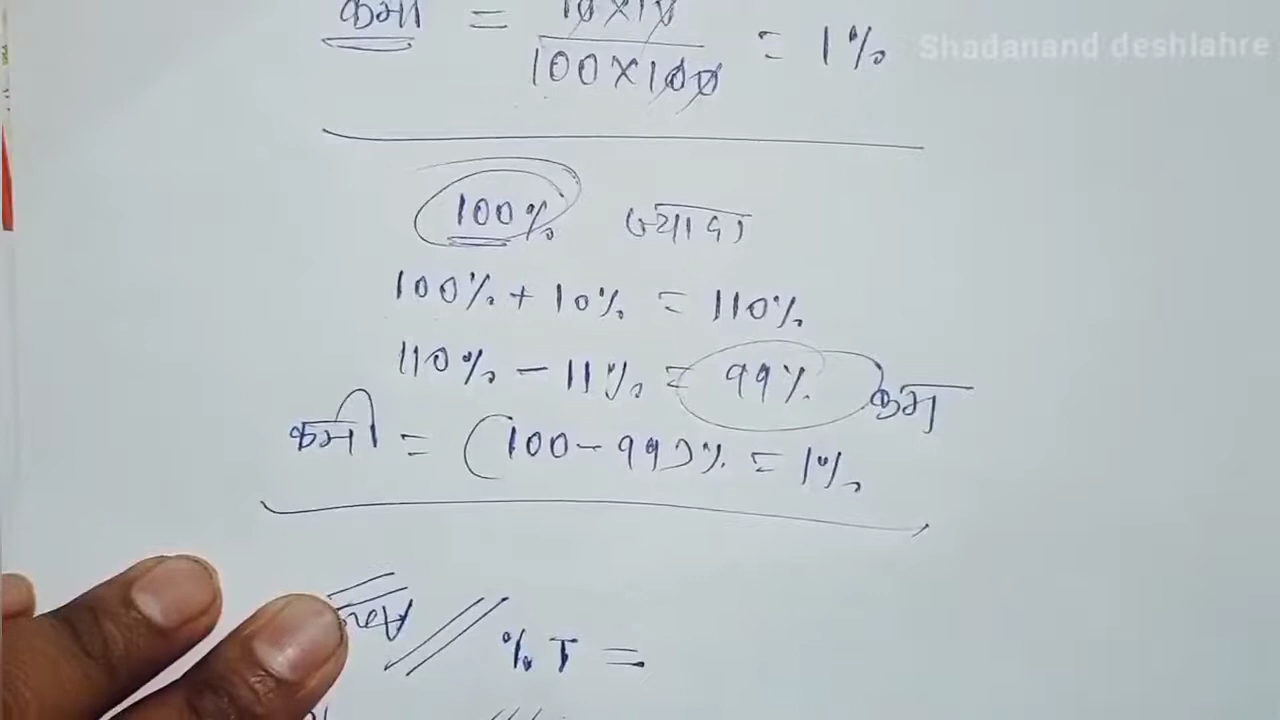 कमी = 10×10 / 100×100 = 1%
Shadanand deshlahre
100% ज्यादा
100% + 10% = 110%
110% - 11% = 99% कम
कमी = (100-99)% = 1%
% I =